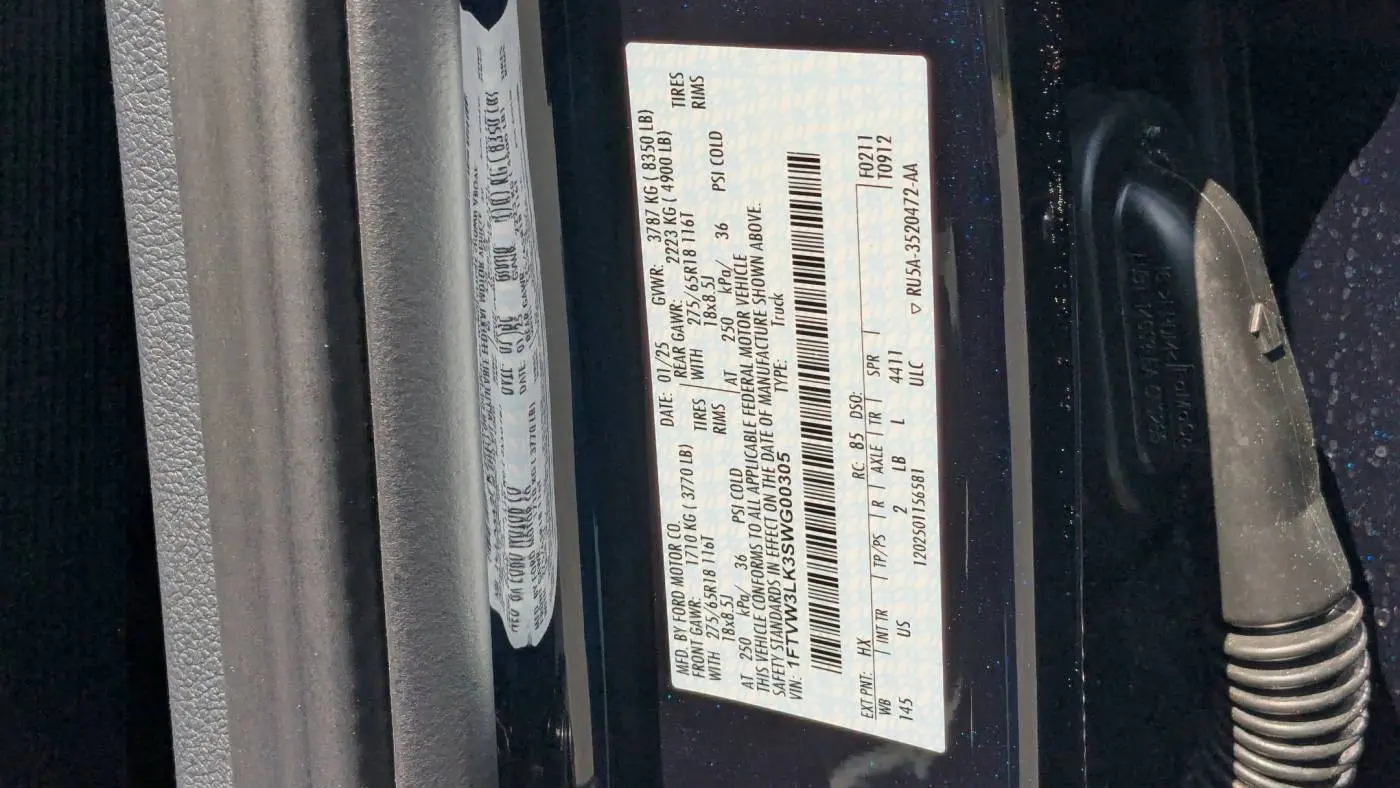 MFD. BY FORD MOTOR CO. DATE: 01/25 GVWR: 3787 KG ( 8350 LB)
FRONT GAWR: 1710 KG ( 3770 LB) REAR GAWR: 2223 KG ( 4900 LB)
WITH 275/65R18 116T TIRES WITH 275/65R18 116T TIRES
18x8.5J RIMS 18x8.5J RIMS
AT 250 kPa/ 36 PSI COLD AT 250 kPa/ 36 PSI COLD
THIS VEHICLE CONFORMS TO ALL APPLICABLE FEDERAL MOTOR VEHICLE
SAFETY STANDARDS IN EFFECT ON THE DATE OF MANUFACTURE SHOWN ABOVE.
VIN: 1FTVW3LK3SWG00305 TYPE: Truck
EXT PNT: HX RC: 85 DSO: F0211
WB INT TR TP/PS R AXLE TR SPR T0912
145 US 2 LB L 4411
120250156581 ULC ▽ RU5A-3520472-AA